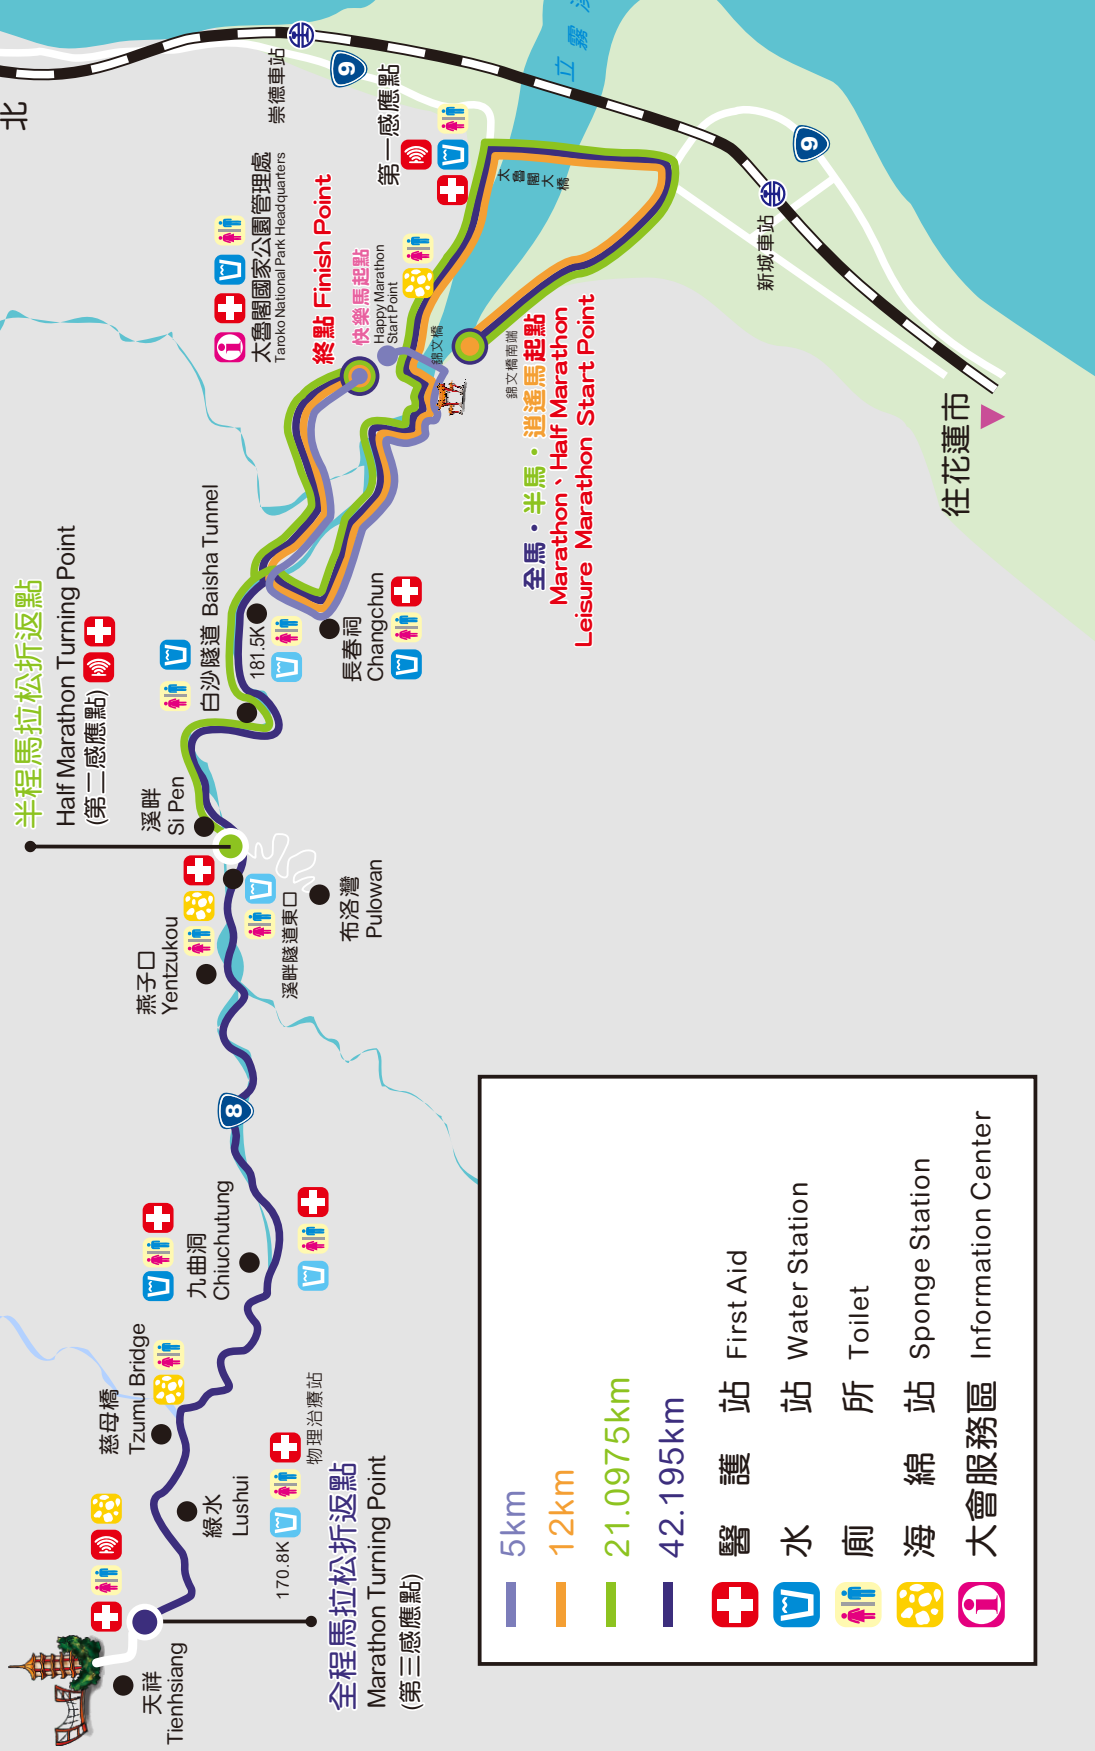 半程馬拉松折返點
Half Marathon Turning Point
(第二感應點)
全程馬拉松折返點
Marathon Turning Point
(第三感應點)
天祥
Tienhsiang
綠水
Lushui
170.8K
物理治療站
慈母橋
Tzumu Bridge
九曲洞
Chiuchutung
8
燕子口
Yentzukou
溪畔隧道東口
布洛灣
Pulowan
溪畔
Si Pen
白沙隧道 Baisha Tunnel
181.5K
長春祠
Changchun
太魯閣國家公園管理處
Taroko National Park Headquarters
終點 Finish Point
快樂馬起點
Happy Marathon
Start Point
錦文橋
錦文橋南端
全馬・半馬・逍遙馬起點
Marathon、Half Marathon
Leisure Marathon Start Point
第一感應點
太魯閣大橋
崇德車站
9
北
立霧
新城車站
9
往花蓮市
5km
12km
21.0975km
42.195km
醫護站 First Aid
水站 Water Station
廁所 Toilet
海綿站 Sponge Station
大會服務區 Information Center